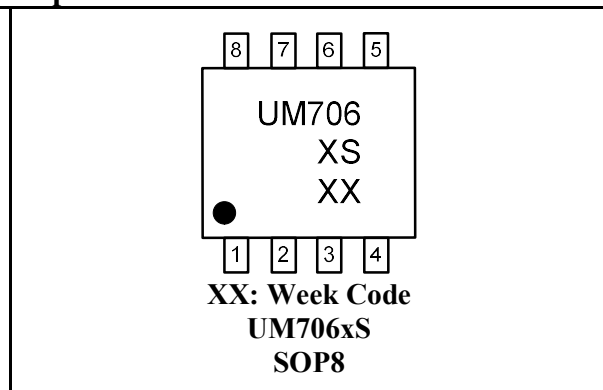 8 7 6 5
UM706
XS
XX
1 2 3 4
XX: Week Code
UM706xS
SOP8